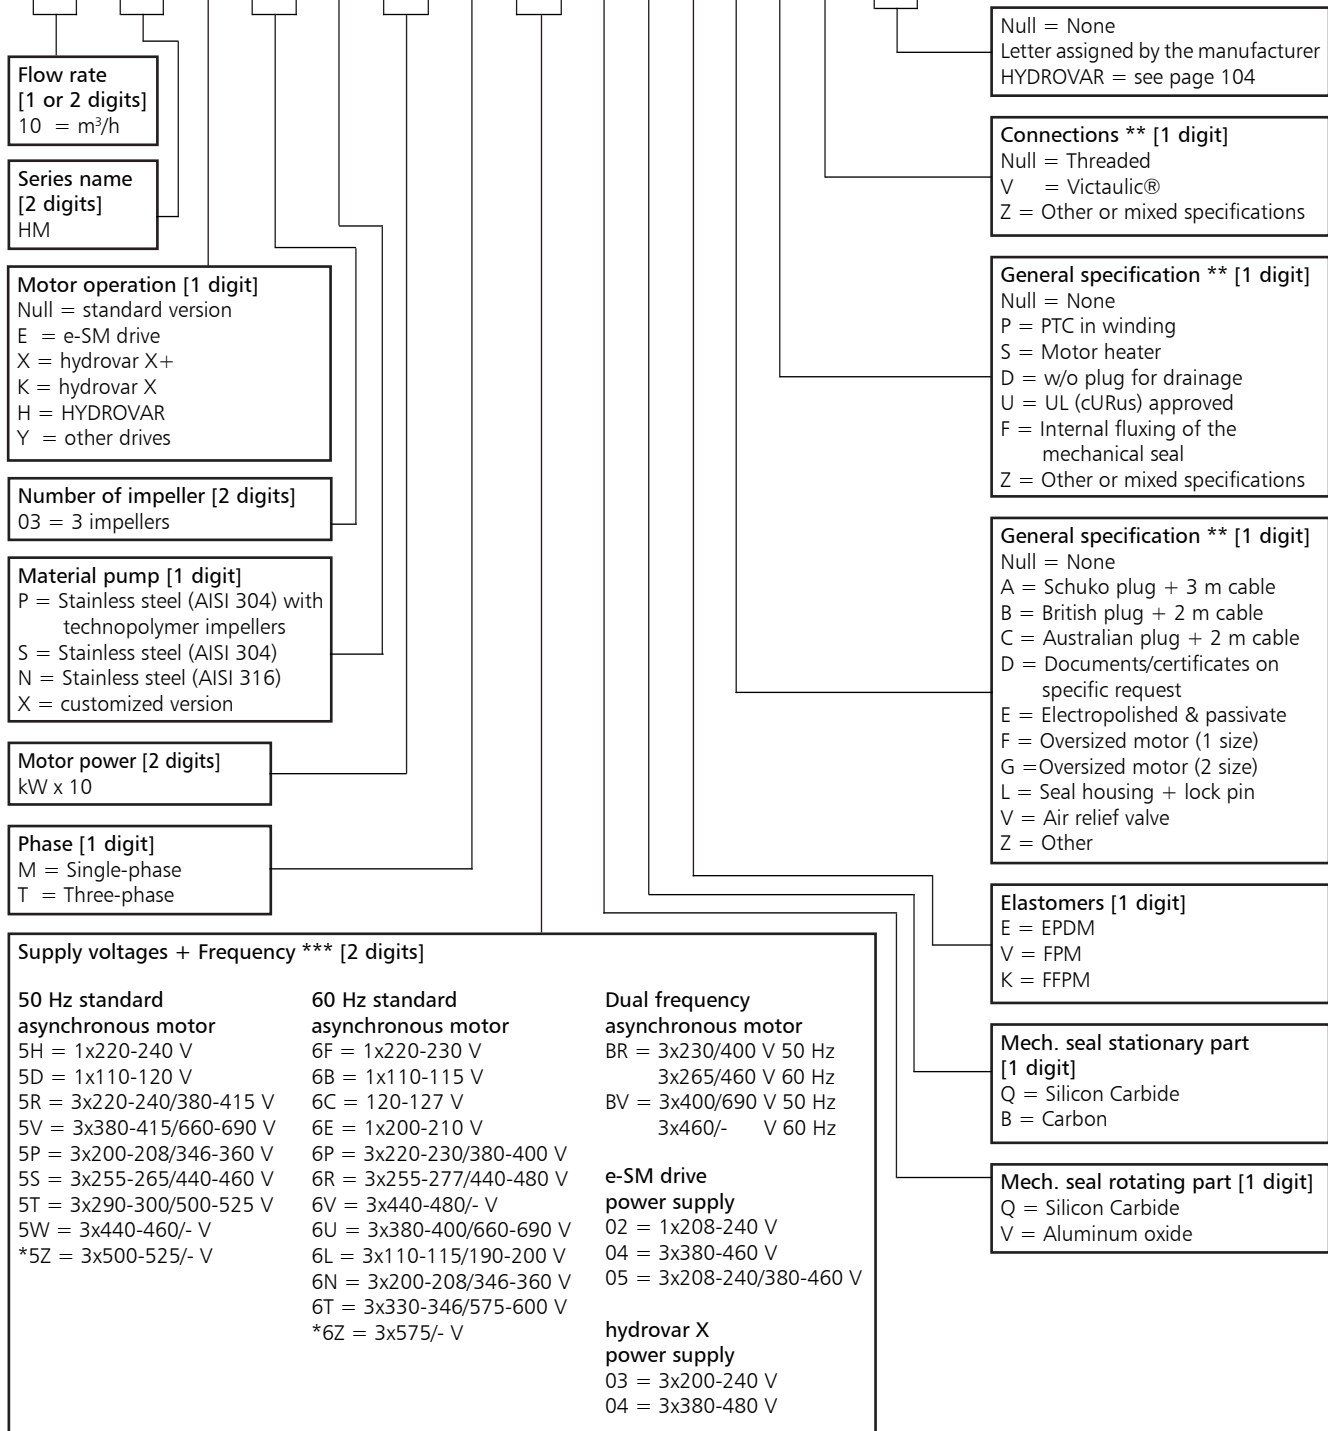 Flow rate
[1 or 2 digits]
10 = m³/h
Series name
[2 digits]
HM
Motor operation [1 digit]
Null = standard version
E = e-SM drive
X = hydrovar X+
K = hydrovar X
H = HYDROVAR
Y = other drives
Number of impeller [2 digits]
03 = 3 impellers
Material pump [1 digit]
P = Stainless steel (AISI 304) with
technopolymer impellers
S = Stainless steel (AISI 304)
N = Stainless steel (AISI 316)
X = customized version
Motor power [2 digits]
kW x 10
Phase [1 digit]
M = Single-phase
T = Three-phase
Supply voltages + Frequency *** [2 digits]
50 Hz standard
asynchronous motor
5H = 1x220-240 V
5D = 1x110-120 V
5R = 3x220-240/380-415 V
5V = 3x380-415/660-690 V
5P = 3x200-208/346-360 V
5S = 3x255-265/440-460 V
5T = 3x290-300/500-525 V
5W = 3x440-460/- V
*5Z = 3x500-525/- V
60 Hz standard
asynchronous motor
6F = 1x220-230 V
6B = 1x110-115 V
6C = 120-127 V
6E = 1x200-210 V
6P = 3x220-230/380-400 V
6R = 3x255-277/440-480 V
6V = 3x440-480/- V
6U = 3x380-400/660-690 V
6L = 3x110-115/190-200 V
6N = 3x200-208/346-360 V
6T = 3x330-346/575-600 V
*6Z = 3x575/- V
Dual frequency
asynchronous motor
BR = 3x230/400 V 50 Hz
3x265/460 V 60 Hz
BV = 3x400/690 V 50 Hz
3x460/- V 60 Hz
e-SM drive
power supply
02 = 1x208-240 V
04 = 3x380-460 V
05 = 3x208-240/380-460 V
hydrovar X
power supply
03 = 3x200-240 V
04 = 3x380-480 V
Null = None
Letter assigned by the manufacturer
HYDROVAR = see page 104
Connections ** [1 digit]
Null = Threaded
V = Victaulic®
Z = Other or mixed specifications
General specification ** [1 digit]
Null = None
P = PTC in winding
S = Motor heater
D = w/o plug for drainage
U = UL (cURus) approved
F = Internal fluxing of the
mechanical seal
Z = Other or mixed specifications
General specification ** [1 digit]
Null = None
A = Schuko plug + 3 m cable
B = British plug + 2 m cable
C = Australian plug + 2 m cable
D = Documents/certificates on
specific request
E = Electropolished & passivate
F = Oversized motor (1 size)
G =Oversized motor (2 size)
L = Seal housing + lock pin
V = Air relief valve
Z = Other
Elastomers [1 digit]
E = EPDM
V = FPM
K = FFPM
Mech. seal stationary part
[1 digit]
Q = Silicon Carbide
B = Carbon
Mech. seal rotating part [1 digit]
Q = Silicon Carbide
V = Aluminum oxide